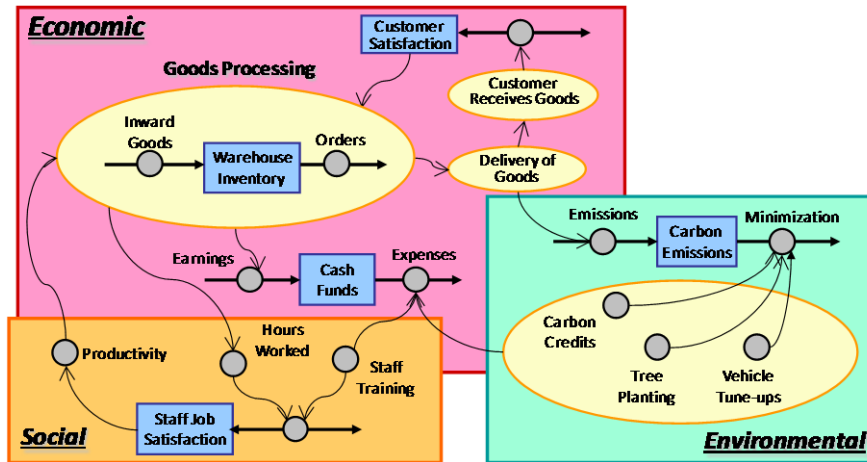 Economic
Customer
Satisfaction
Goods Processing
Customer
Receives Goods
Inward
Goods
Orders
Warehouse
Inventory
Delivery of
Goods
Emissions
Minimization
Carbon
Emissions
Earnings
Expenses
Cash
Funds
Carbon
Credits
Hours
Worked
Productivity
Staff
Training
Tree
Planting
Vehicle
Tune-ups
Staff Job
Satisfaction
Social
Environmental